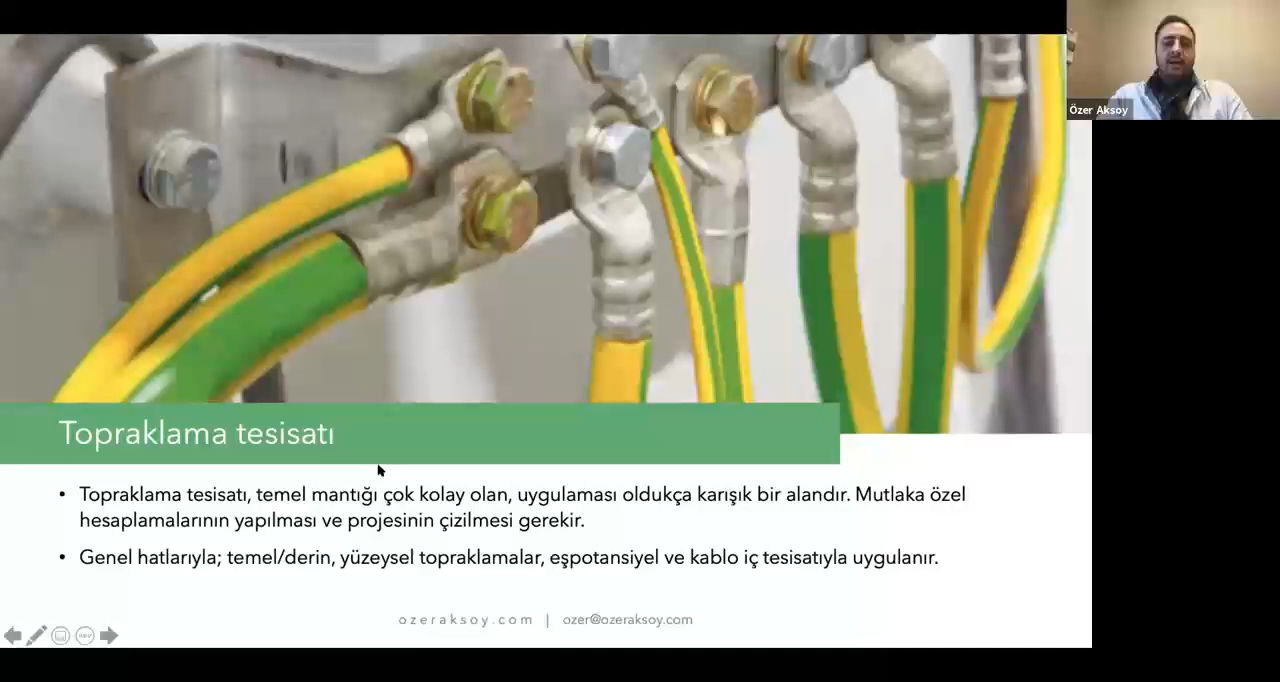 Özer Aksoy
Topraklama tesisatı
• Topraklama tesisatı, temel mantığı çok kolay olan, uygulaması oldukça karışık bir alandır. Mutlaka özel
hesaplamalarının yapılması ve projesinin çizilmesi gerekir.
• Genel hatlarıyla; temel/derin, yüzeysel topraklamalar, eşpotansiyel ve kablo iç tesisatıyla uygulanır.
ozeraksoy.com | ozer@ozeraksoy.com